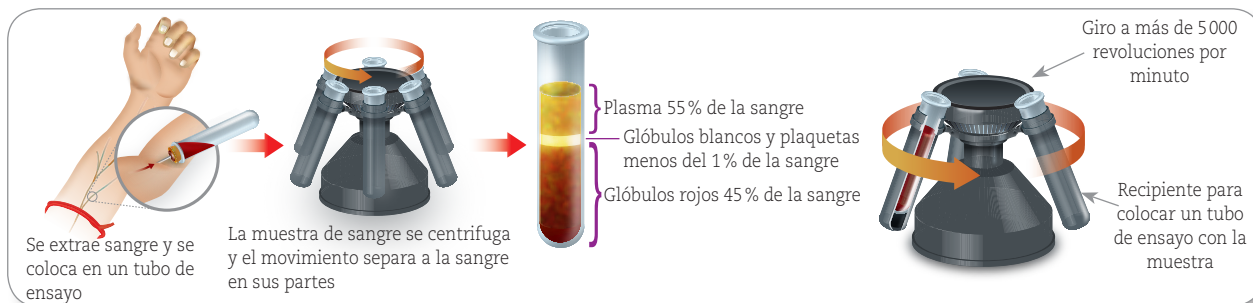 Se extrae sangre y se
coloca en un tubo de
ensayo
La muestra de sangre se centrifuga
y el movimiento separa a la sangre
en sus partes
Plasma 55% de la sangre
Glóbulos blancos y plaquetas
menos del 1% de la sangre
Glóbulos rojos 45% de la sangre
Giro a más de 5000
revoluciones por
minuto
Recipiente para
colocar un tubo
de ensayo con la
muestra